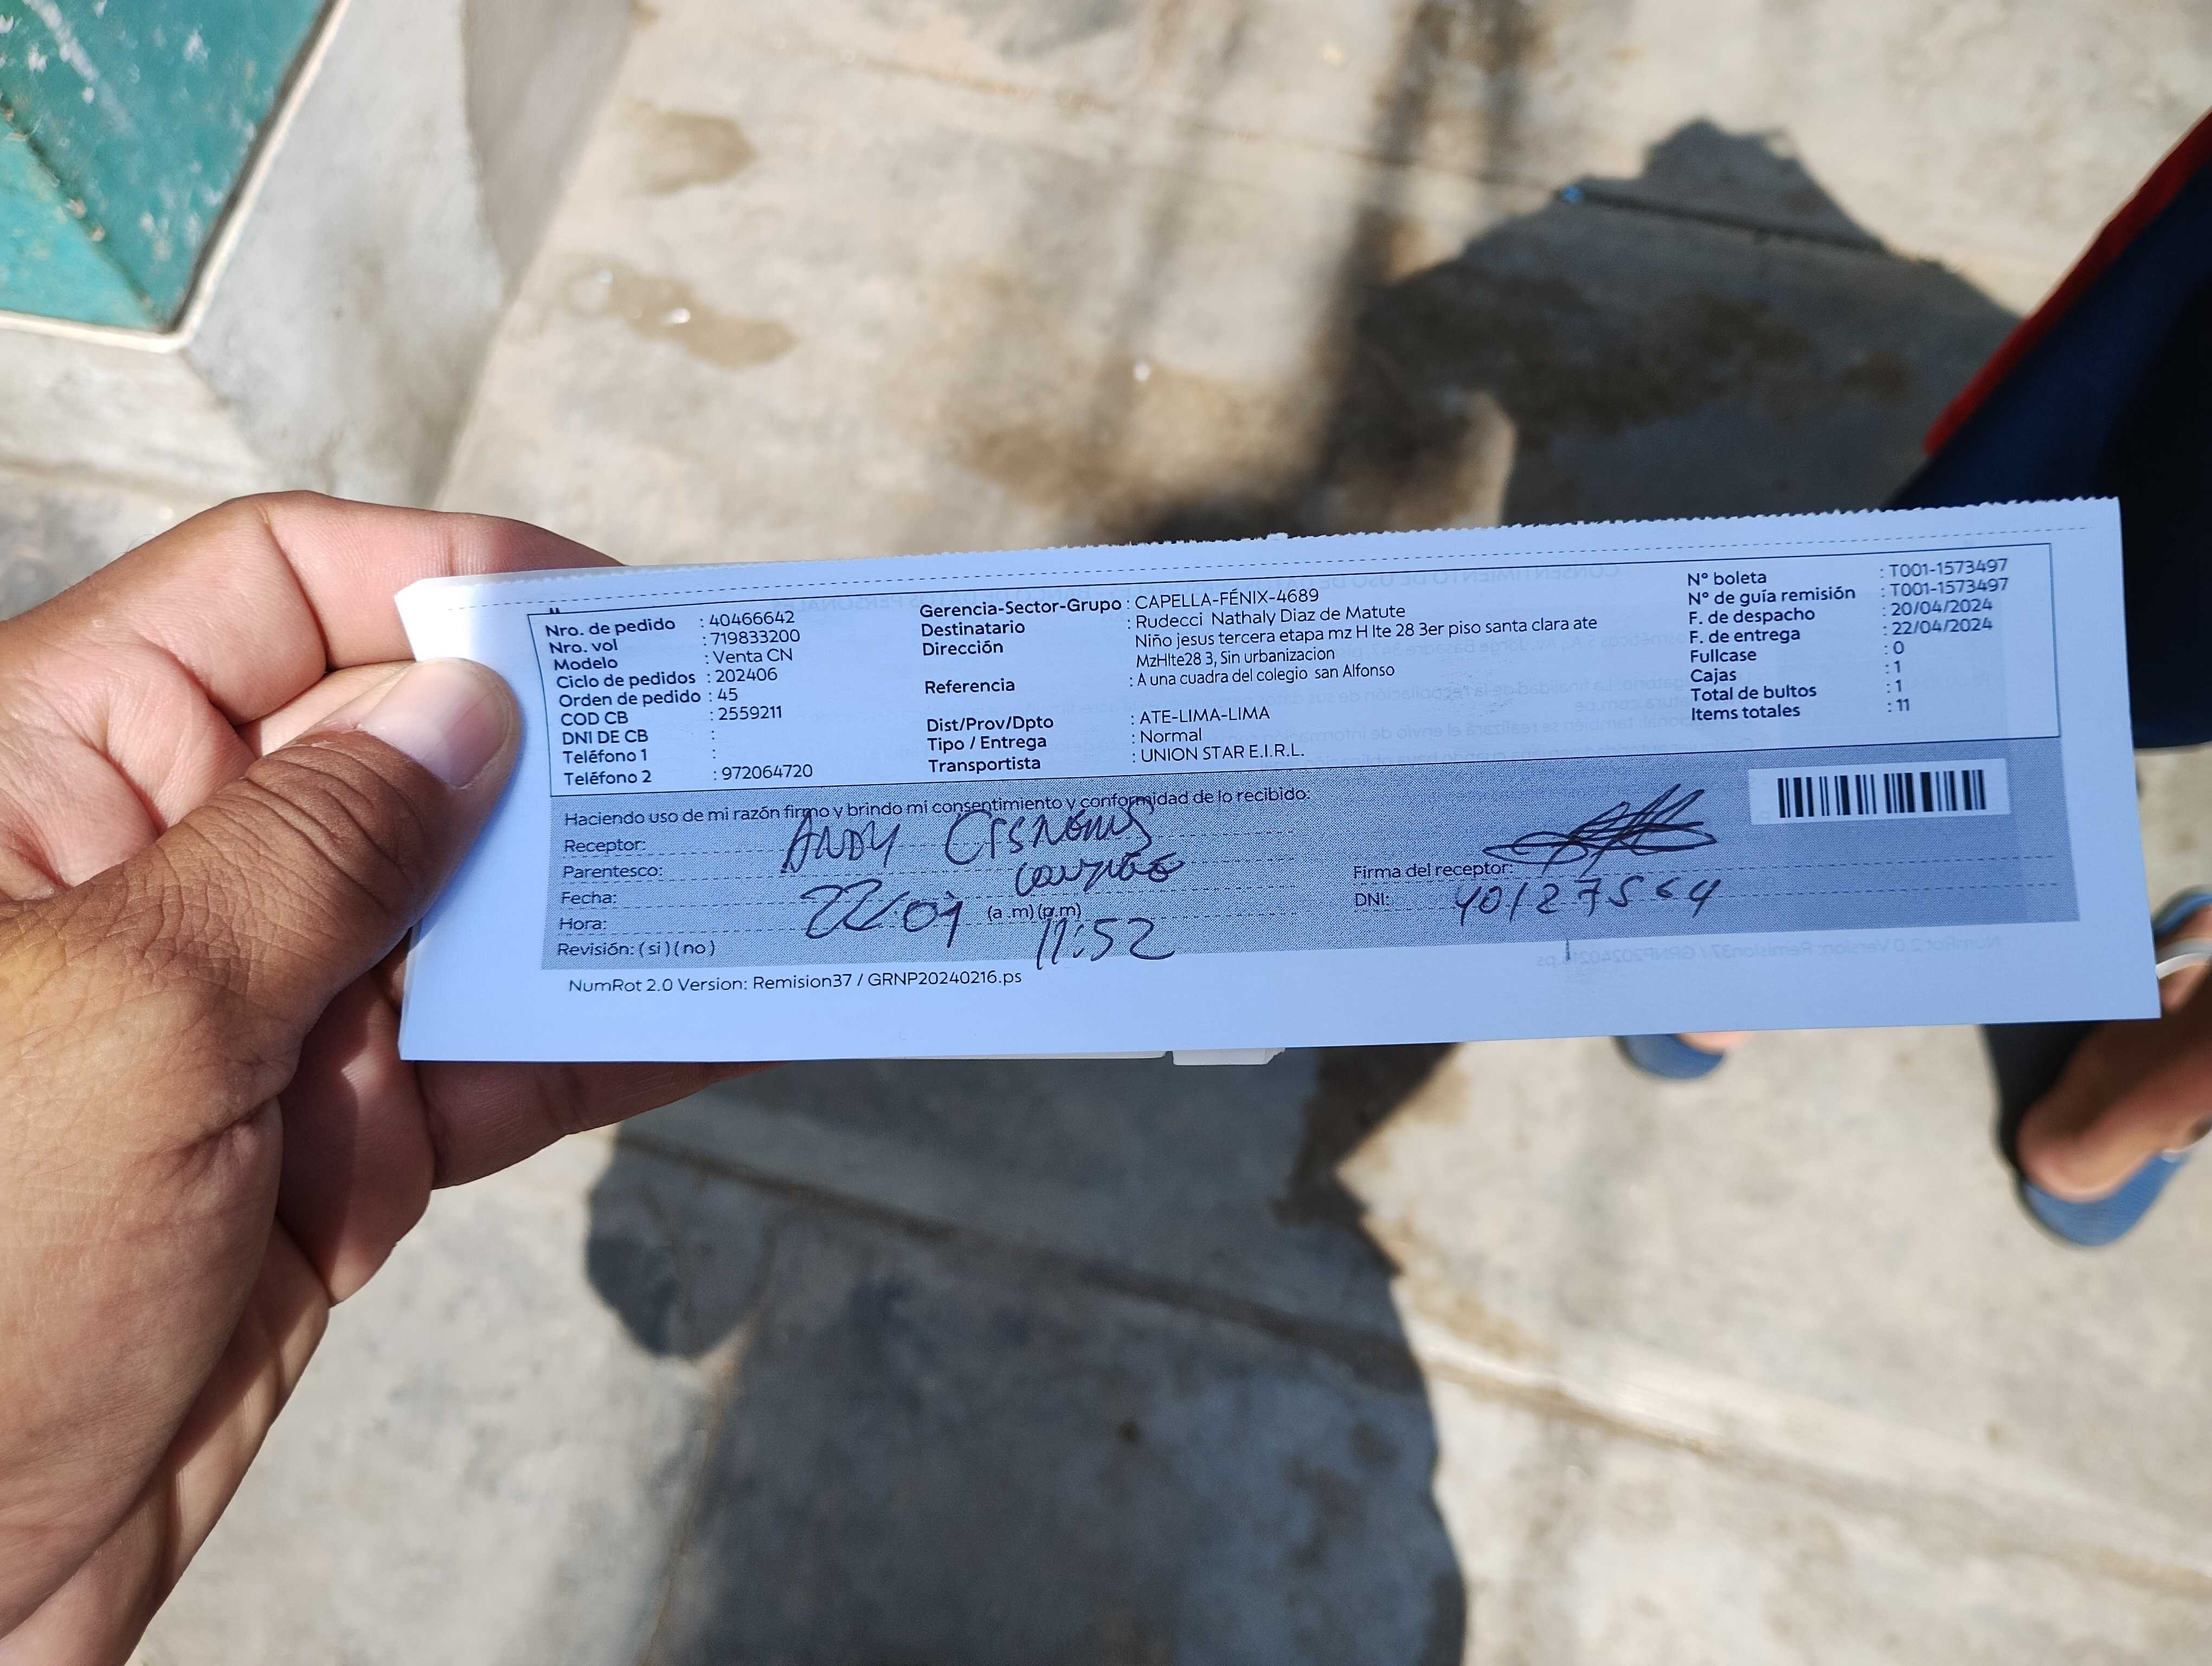 Nro. de pedido : 40466642
Nro. vol : 719833200
Modelo : Venta CN
Ciclo de pedidos : 202406
Orden de pedido : 45
COD CB : 2559211
DNI DE CB :
Teléfono 1 :
Teléfono 2 : 972064720
Gerencia-Sector-Grupo : CAPELLA-FÉNIX-4689
Destinatario : Rudecci Nathaly Diaz de Matute
Dirección Niño jesus tercera etapa mz H lte 28 3er piso santa clara ate
MzHlte28 3, Sin urbanizacion
Referencia : A una cuadra del colegio san Alfonso
Dist/Prov/Dpto : ATE-LIMA-LIMA
Tipo / Entrega : Normal
Transportista : UNION STAR E.I.R.L.
N° boleta : T001-1573497
N° de guía remisión : T001-1573497
F. de despacho : 20/04/2024
F. de entrega : 22/04/2024
Fullcase : 0
Cajas : 1
Total de bultos : 1
Items totales : 11
Haciendo uso de mi razón firmo y brindo mi consentimiento y conformidad de lo recibido:
Receptor: ANDY
Parentesco:
Fecha: 22/04
Hora: (a.m)(p.m) 11:52
Revisión: (si)(no)
Firma del receptor:
DNI: 40127564
NumRot 2.0 Version: Remision37 / GRNP20240216.ps